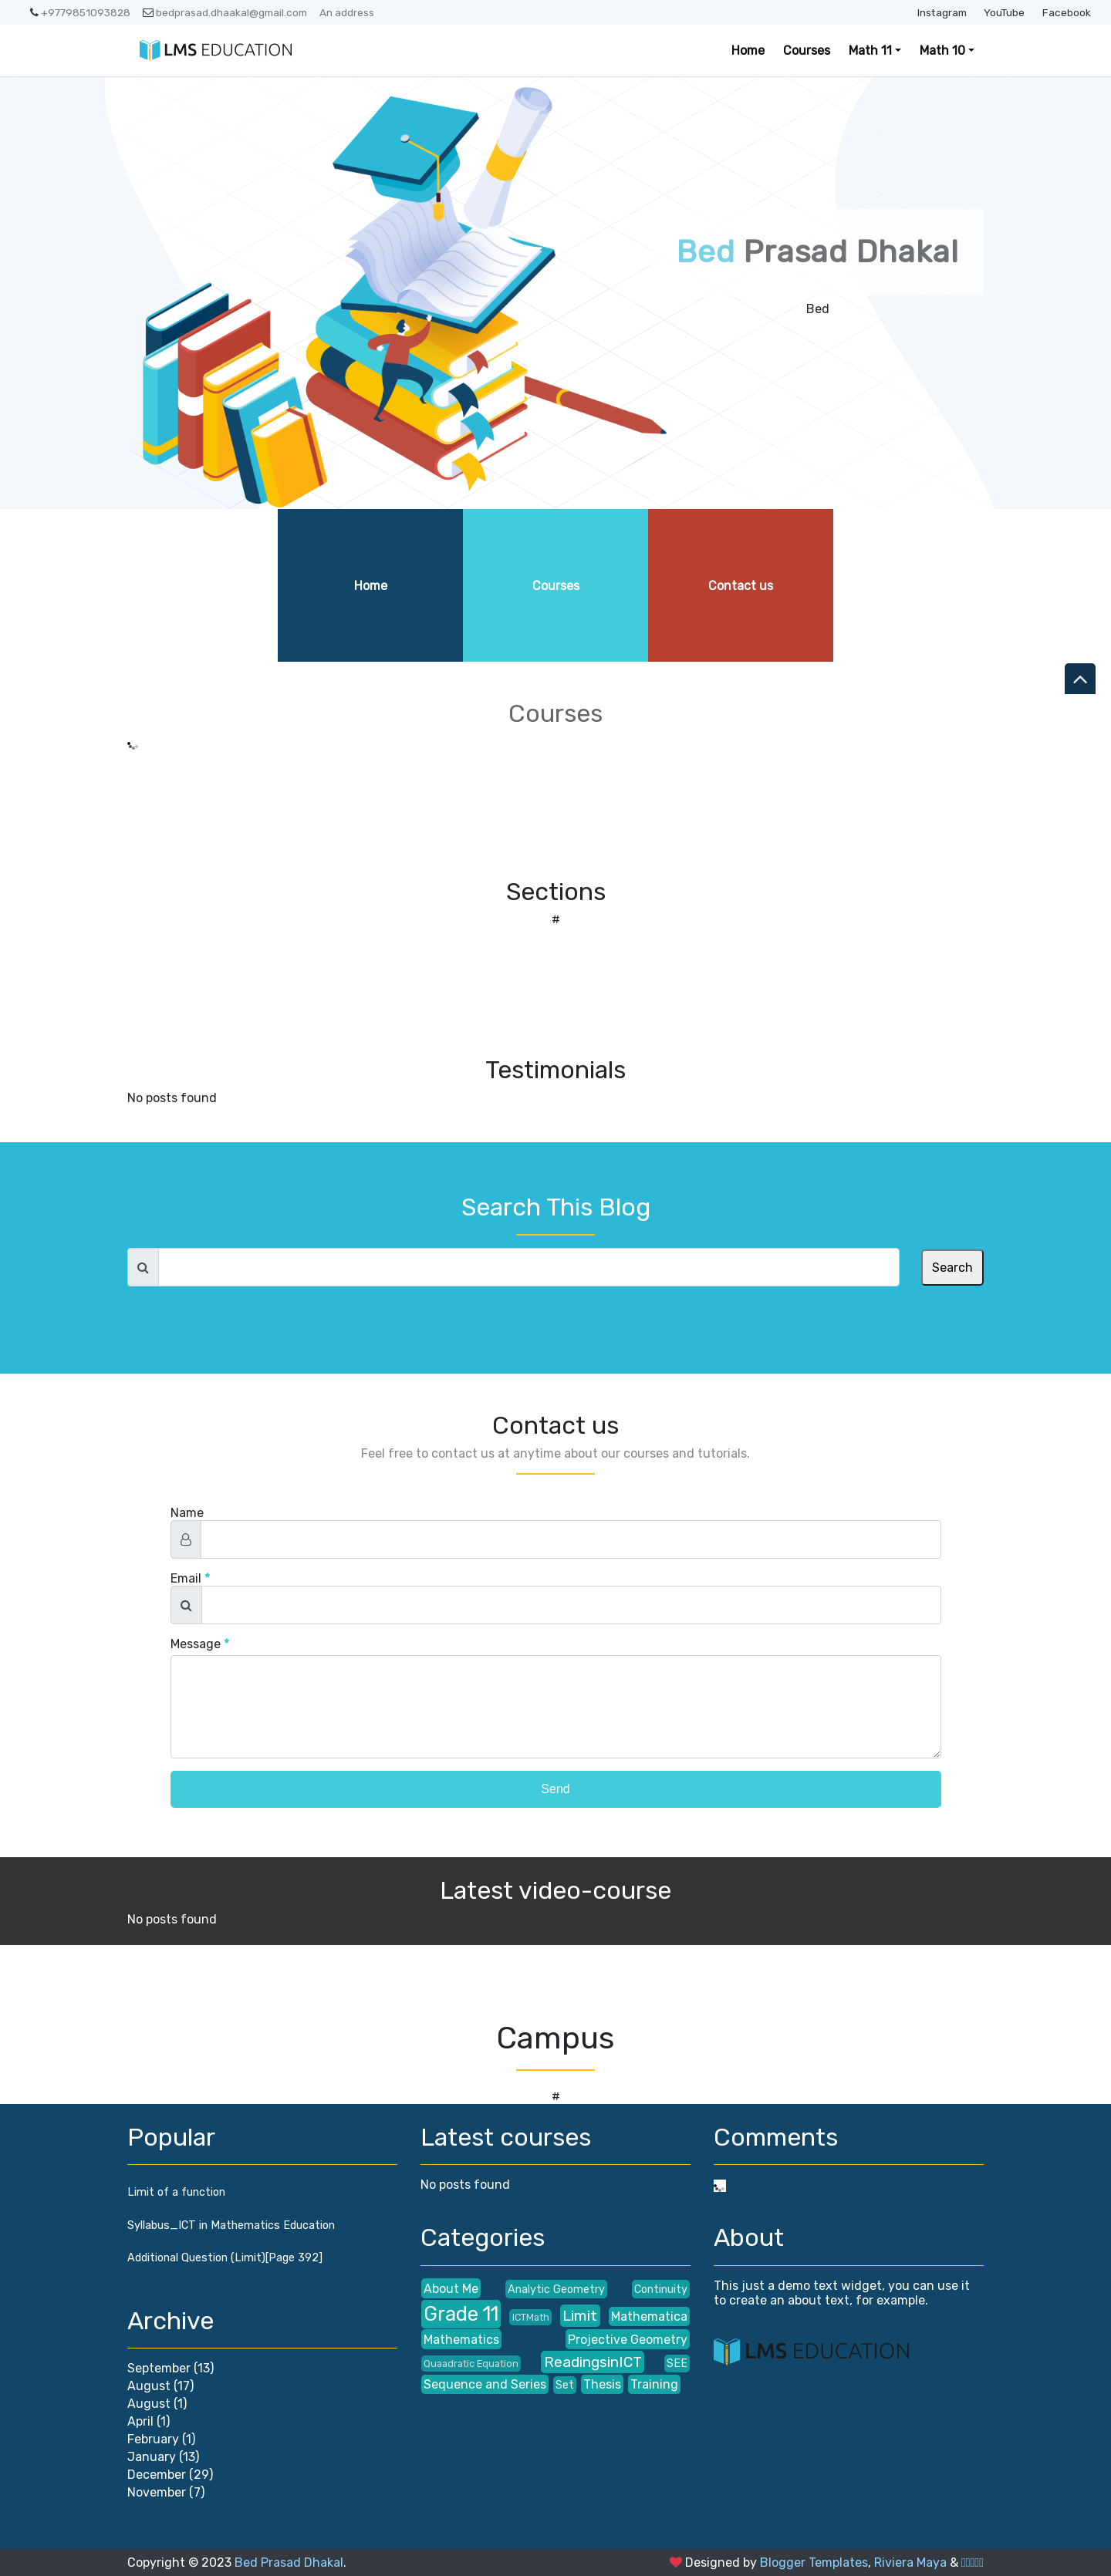 +9779851093828 bedprasad.dhaakal@gmail.com An address Instagram YouTube Facebook
LMS EDUCATION Home Courses Math 11 Math 10
Bed Prasad Dhakal
Bed
Home Courses Contact us
Courses
Sections
#
Testimonials
No posts found
Search This Blog
Search
Contact us
Feel free to contact us at anytime about our courses and tutorials.
Name
Email *
Message *
Send
Latest video-course
No posts found
Campus
#
Popular
Limit of a function
Syllabus_ICT in Mathematics Education
Additional Question (Limit)[Page 392]
Archive
September (13)
August (17)
August (1)
April (1)
February (1)
January (13)
December (29)
November (7)
Latest courses
No posts found
Categories
About Me Analytic Geometry Continuity
Grade 11 ICTMath Limit Mathematica
Mathematics Projective Geometry
Quaadratic Equation ReadingsinICT SEE
Sequence and Series Set Thesis Training
Comments
About
This just a demo text widget, you can use it
to create an about text, for example.
LMS EDUCATION
Copyright © 2023 Bed Prasad Dhakal. Designed by Blogger Templates, Riviera Maya &